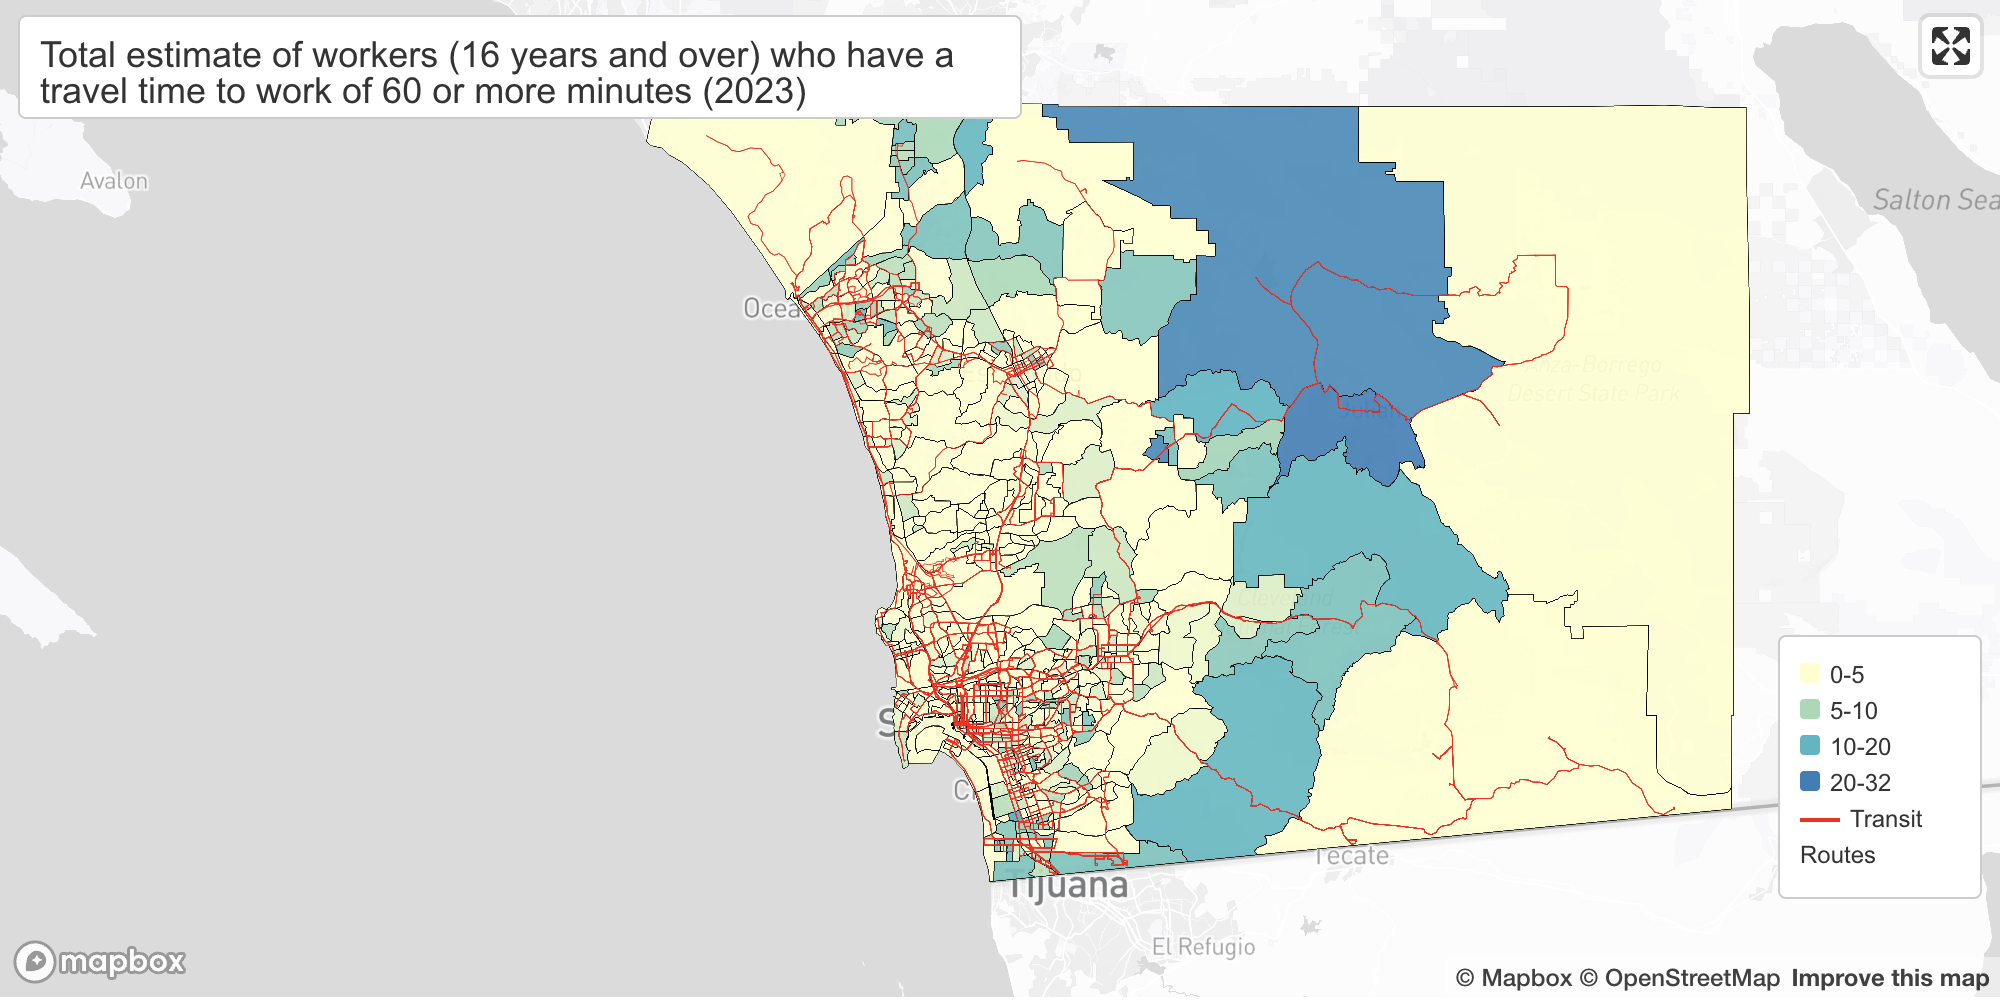 Total estimate of workers (16 years and over) who have a
travel time to work of 60 or more minutes (2023)
Avalon
Salton Sea
Anza-Borrego
Desert State Park
Cleveland
0-5
5-10
10-20
20-32
Transit
Routes
Tecate
Tijuana
El Refugio
mapbox
© Mapbox © OpenStreetMap Improve this map